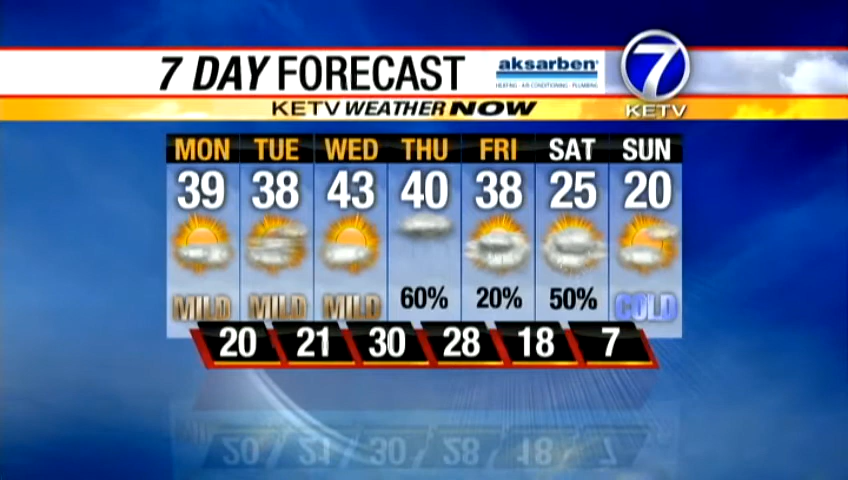 7 DAY FORECAST
aksarben
HEATING · AIR CONDITIONING · PLUMBING
7
KETV WEATHER NOW
KETV
MON TUE WED THU FRI SAT SUN
39 38 43 40 38 25 20
MILD MILD MILD 60% 20% 50% COLD
20 21 30 28 18 7